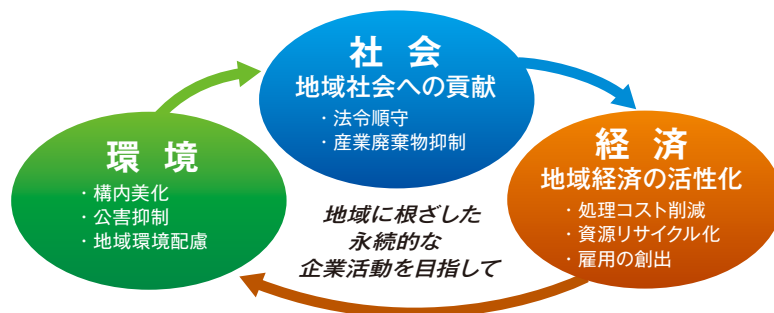 社 会
地域社会への貢献
・法令順守
・産業廃棄物抑制
環 境
・構内美化
・公害抑制
・地域環境配慮
経 済
地域経済の活性化
・処理コスト削減
・資源リサイクル化
・雇用の創出
地域に根ざした
永続的な
企業活動を目指して